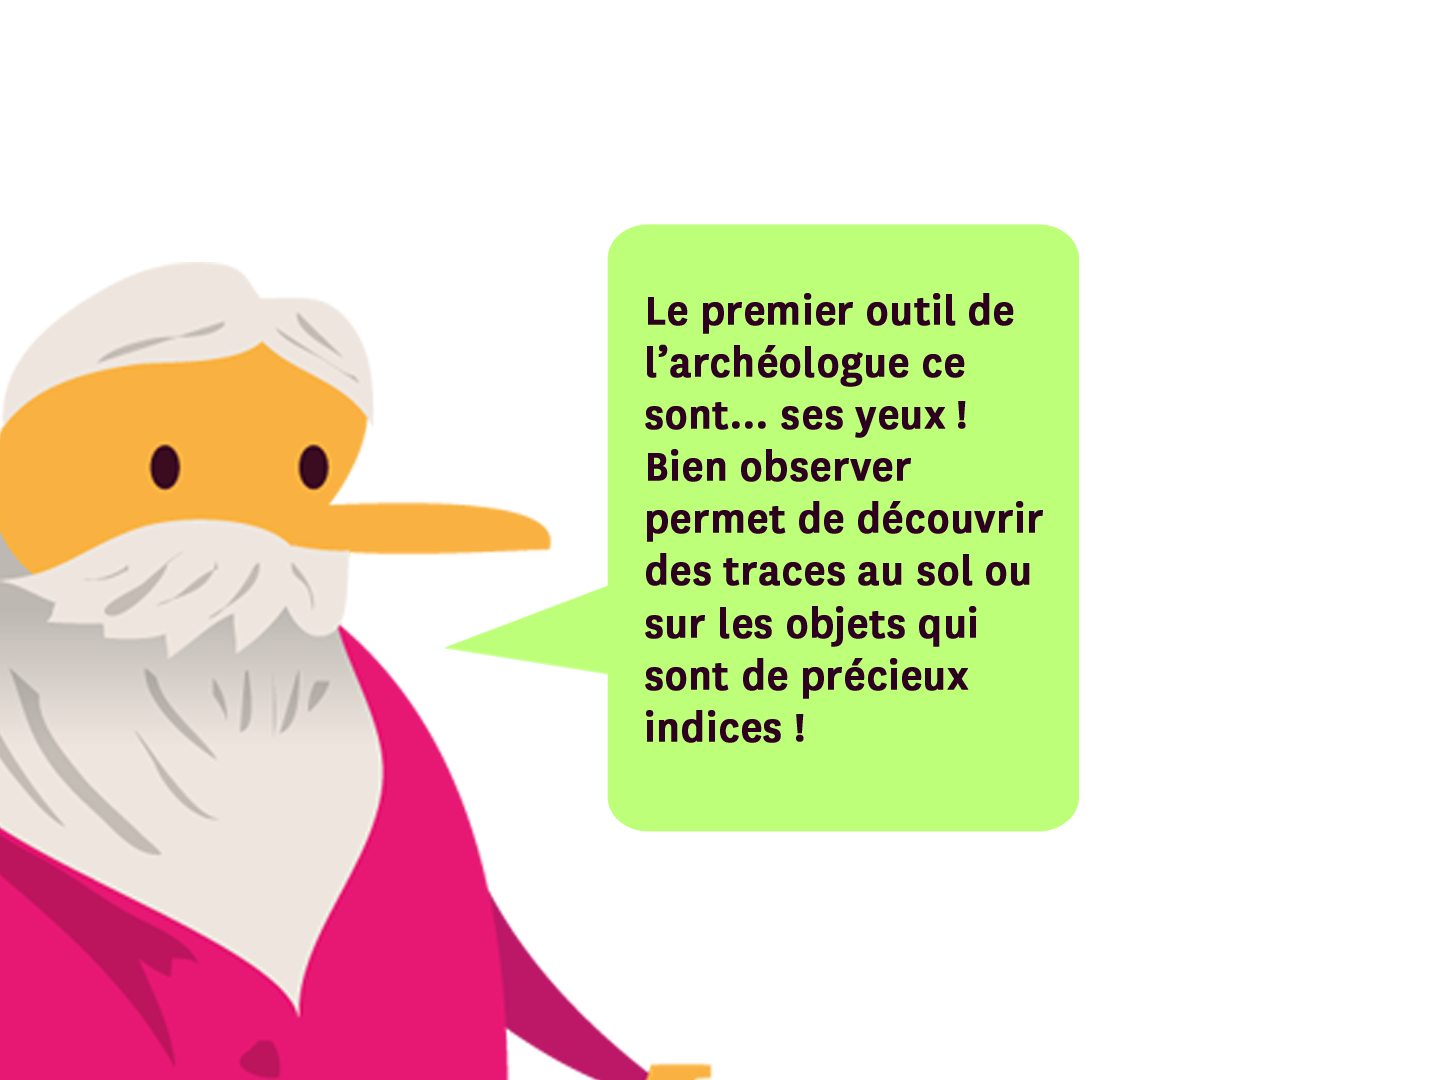 Le premier outil de
l’archéologue ce
sont... ses yeux !
Bien observer
permet de découvrir
des traces au sol ou
sur les objets qui
sont de précieux
indices !